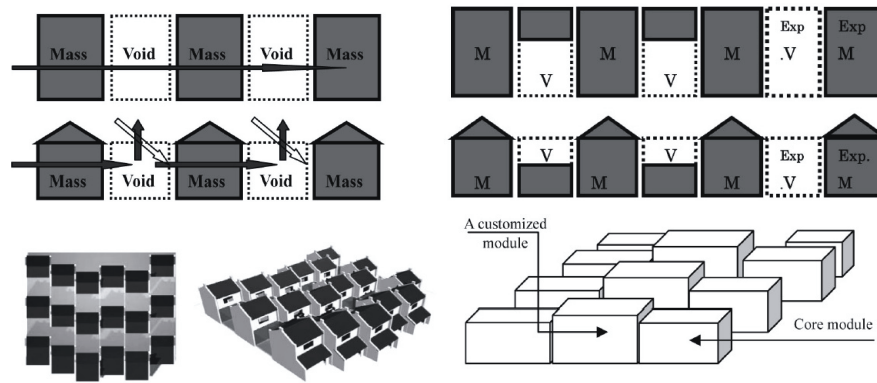 Mass Void Mass Void Mass
Mass Void Mass Void Mass
M V M V M Exp .V Exp M
M V M V M Exp .V Exp. M
A customized
module
Core module